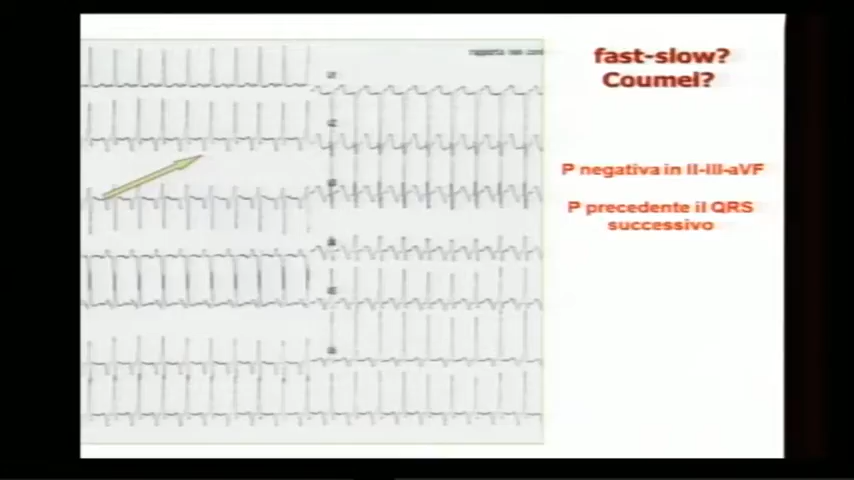 fast-slow?
Coumel?
P negativa in II-III-aVF
P precedente il QRS
successivo